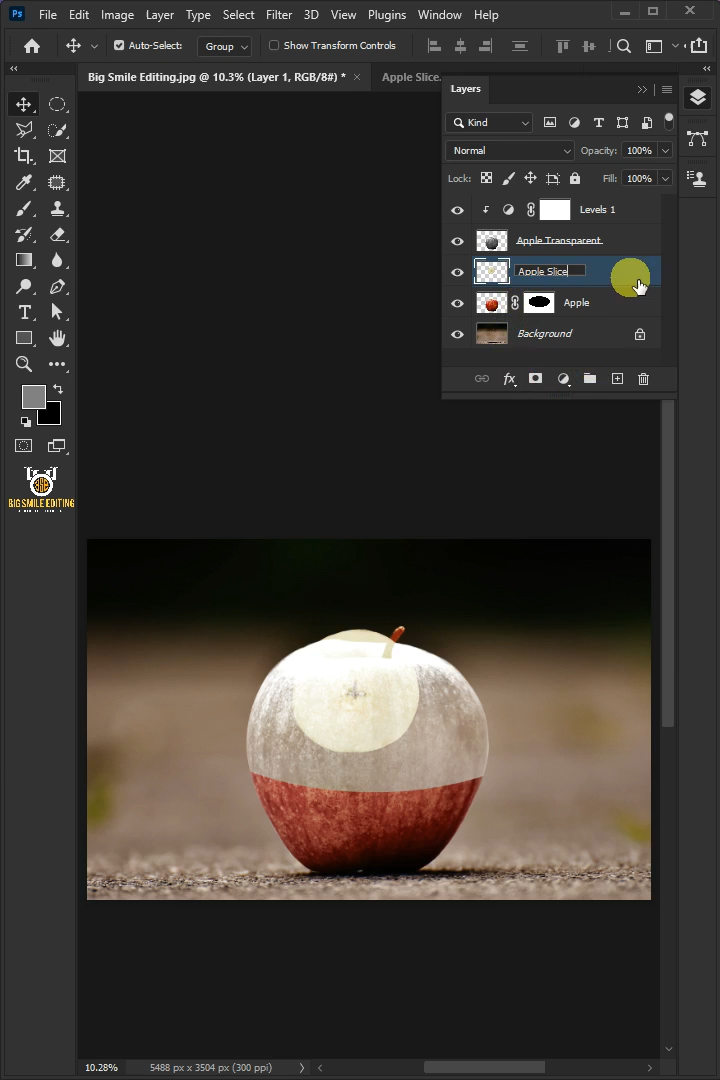 Ps File Edit Image Layer Type Select Filter 3D View Plugins Window Help
Auto-Select: Group Show Transform Controls
Big Smile Editing.jpg @ 10.3% (Layer 1, RGB/8#) * × Apple Slice.
Layers
Kind
Normal Opacity: 100%
Lock: Fill: 100%
Levels 1
Apple Transparent
Apple Slice
Apple
Background
fx
BIG SMILE EDITING
10.28% 5488 px x 3504 px (300 ppi)